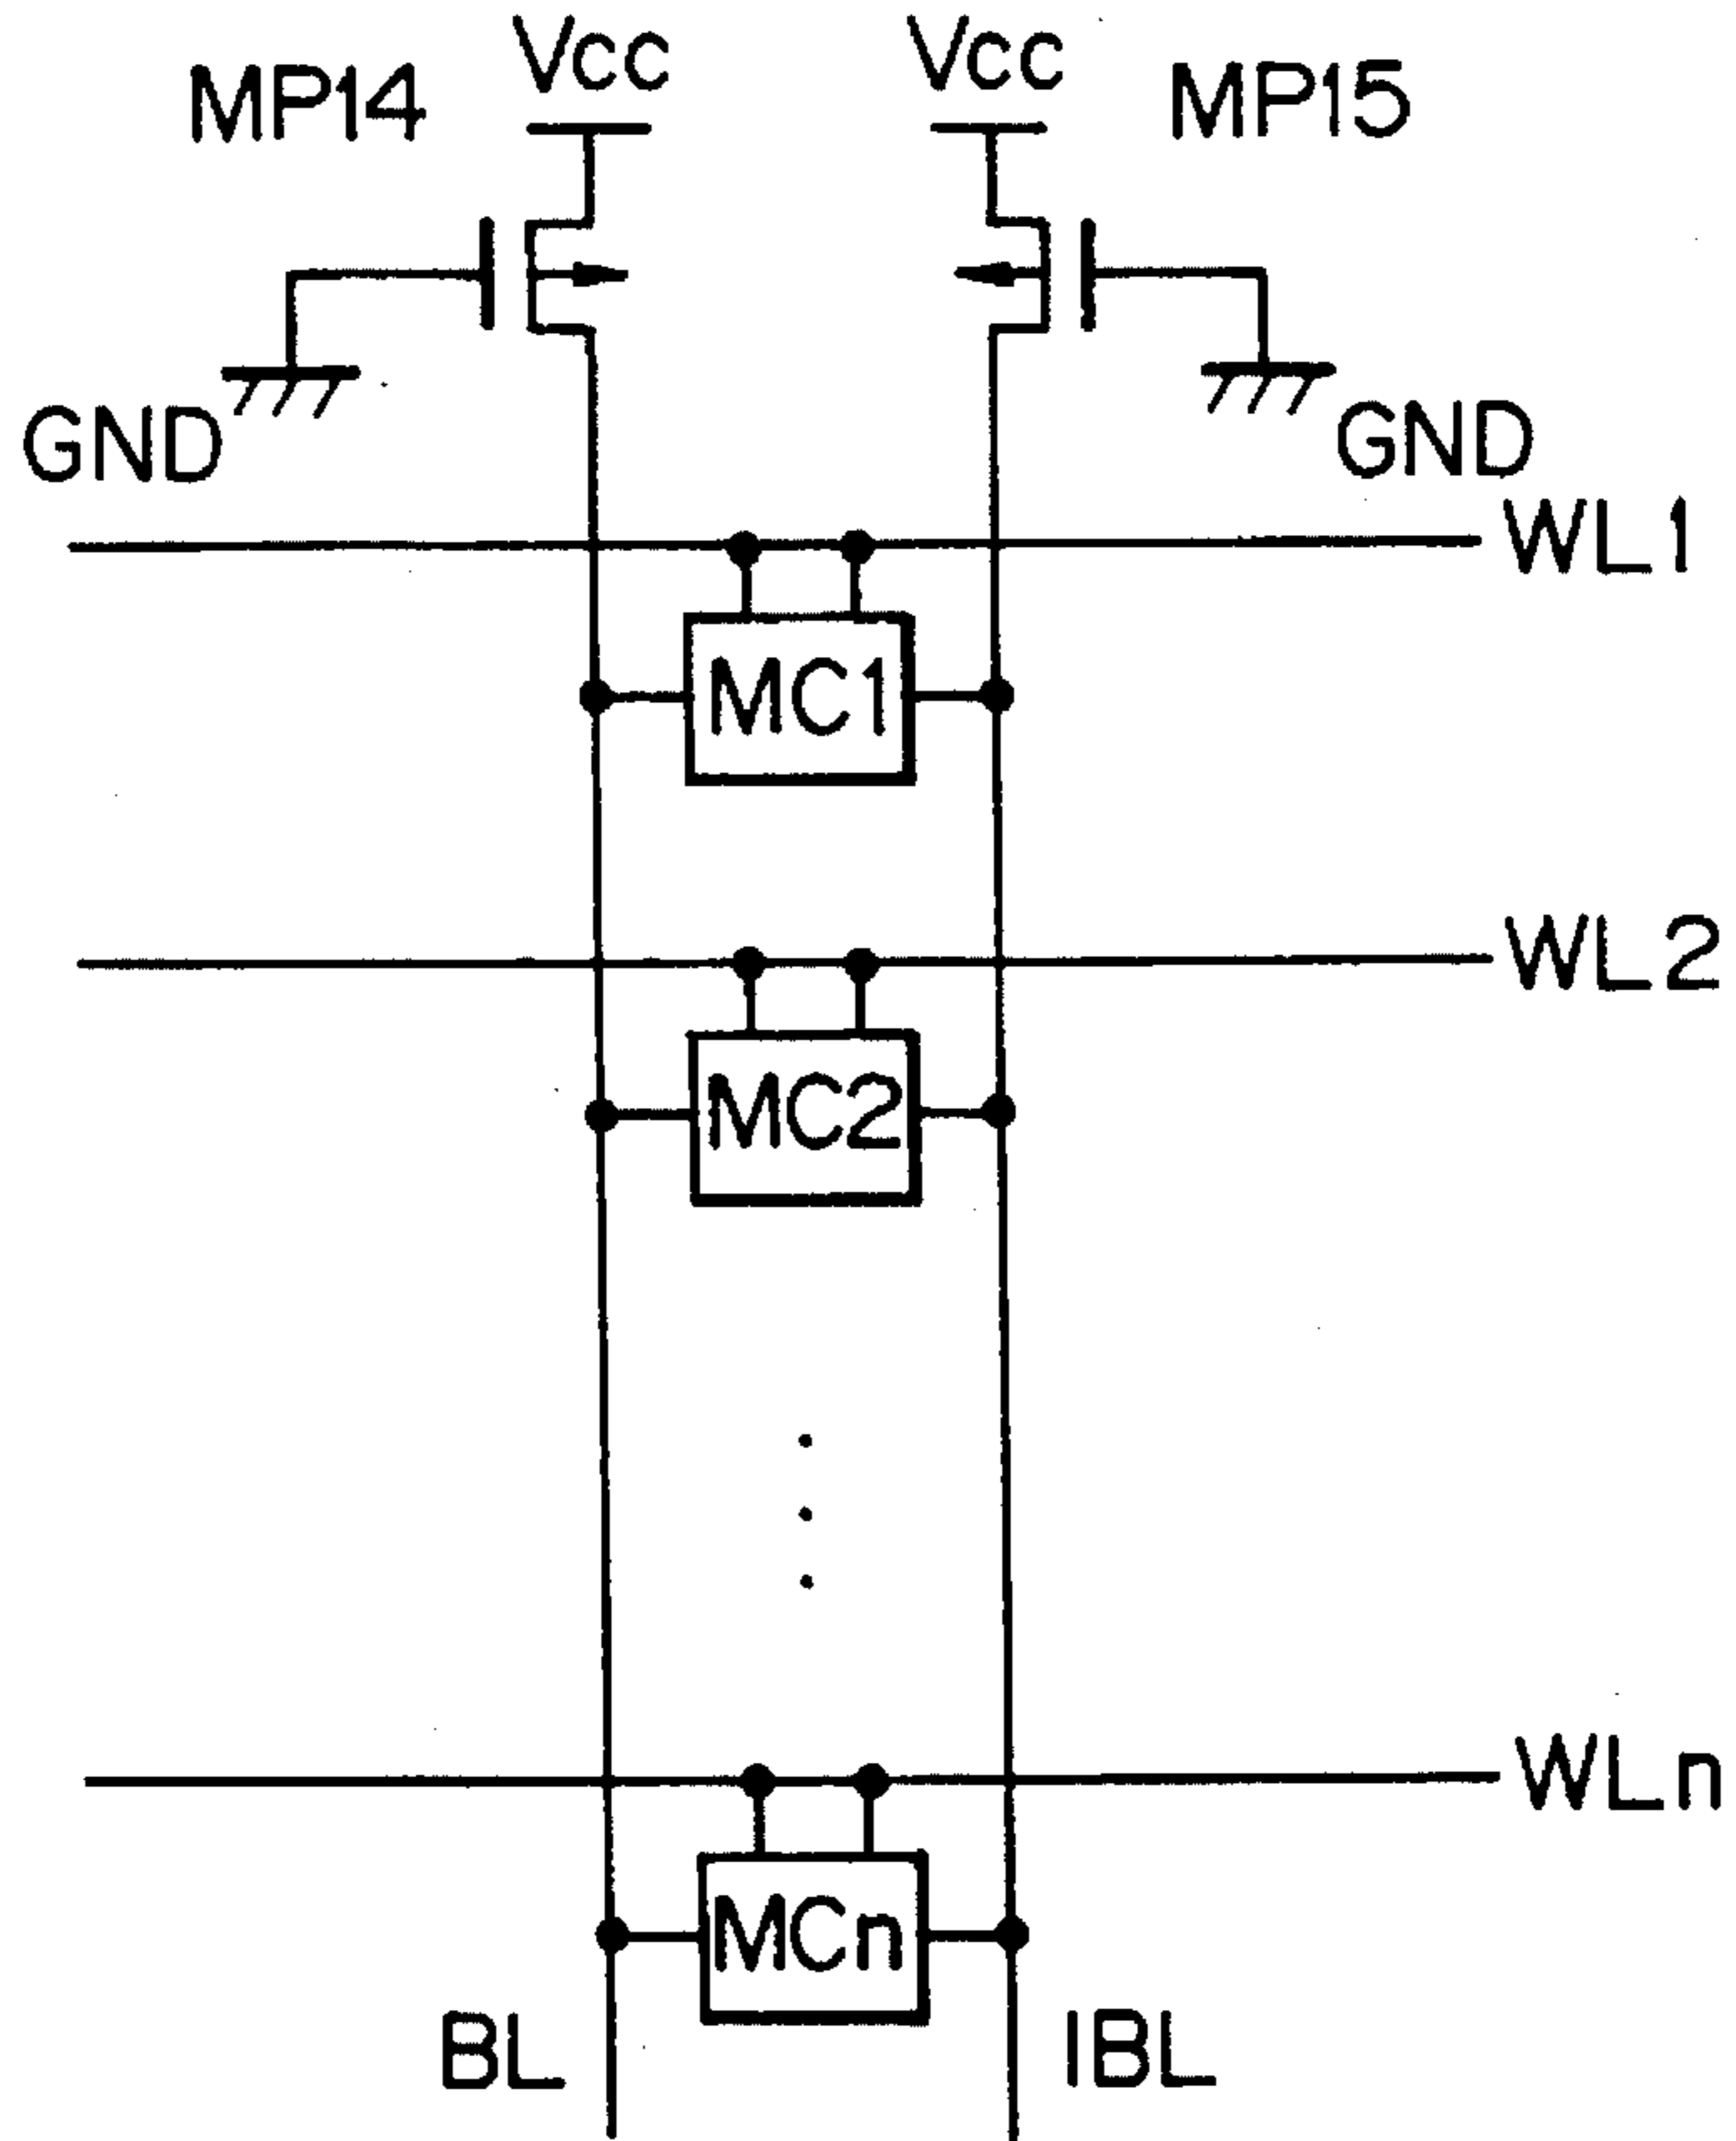 Vcc
Vcc
MP14
MP15
GND
GND
WL1
MC1
WL2
MC2
WLn
MCn
BL
IBL